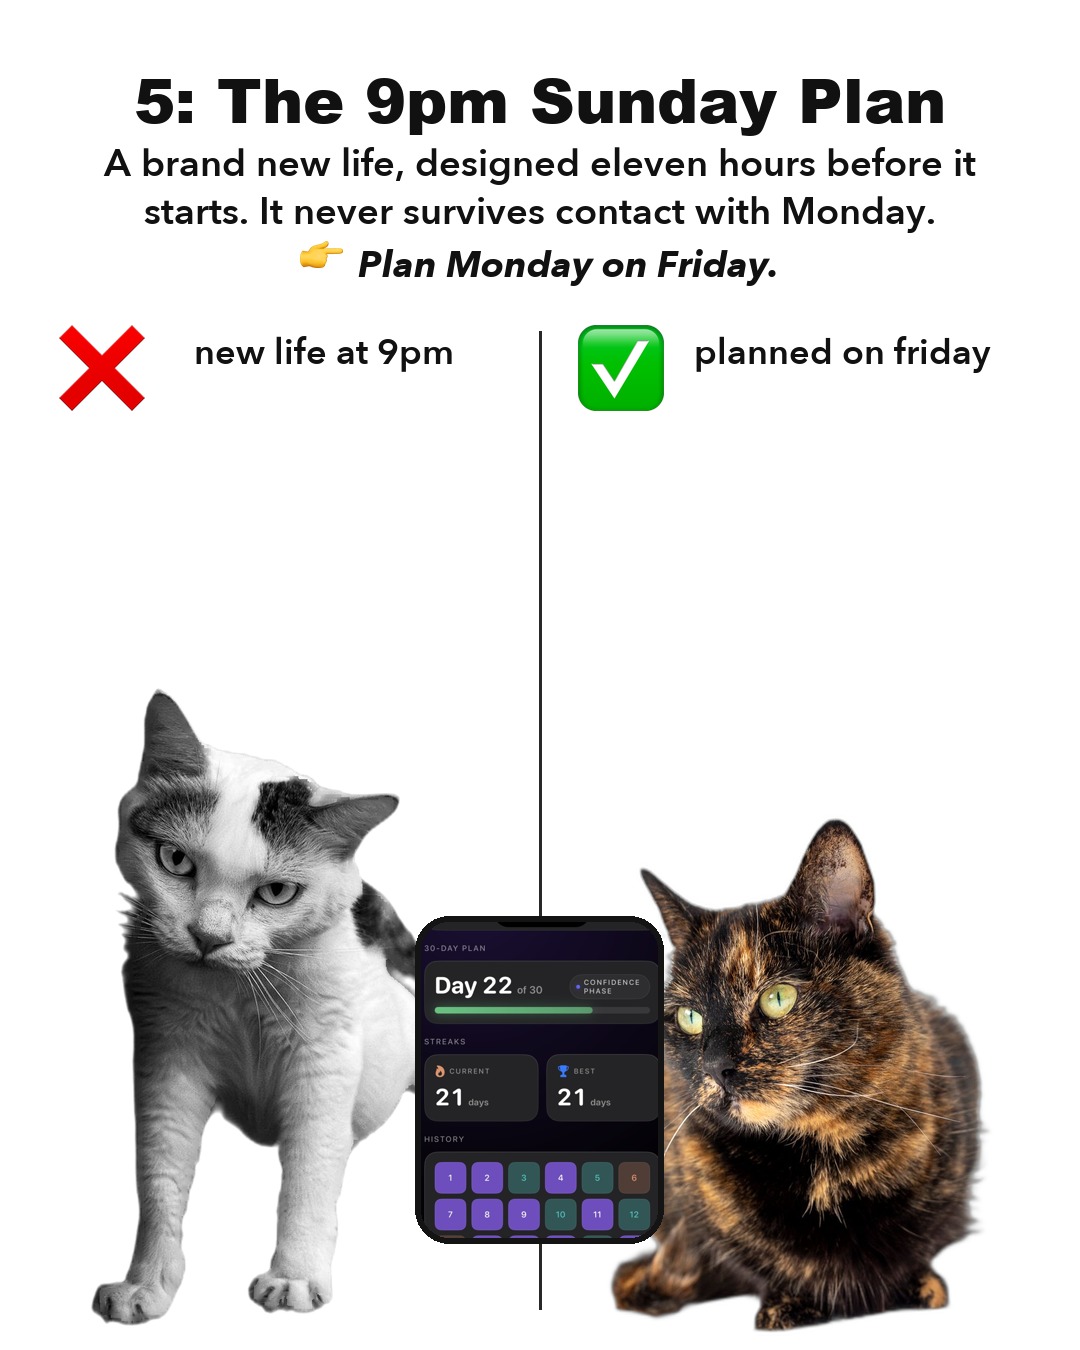 5: The 9pm Sunday Plan
A brand new life, designed eleven hours before it
starts. It never survives contact with Monday.
👉 Plan Monday on Friday.
❌ new life at 9pm
✅ planned on friday
30-DAY PLAN
Day 22 of 30
CONFIDENCE
PHASE
STREAKS
CURRENT
21 days
BEST
21 days
HISTORY
1 2 3 4 5 6
7 8 9 10 11 12